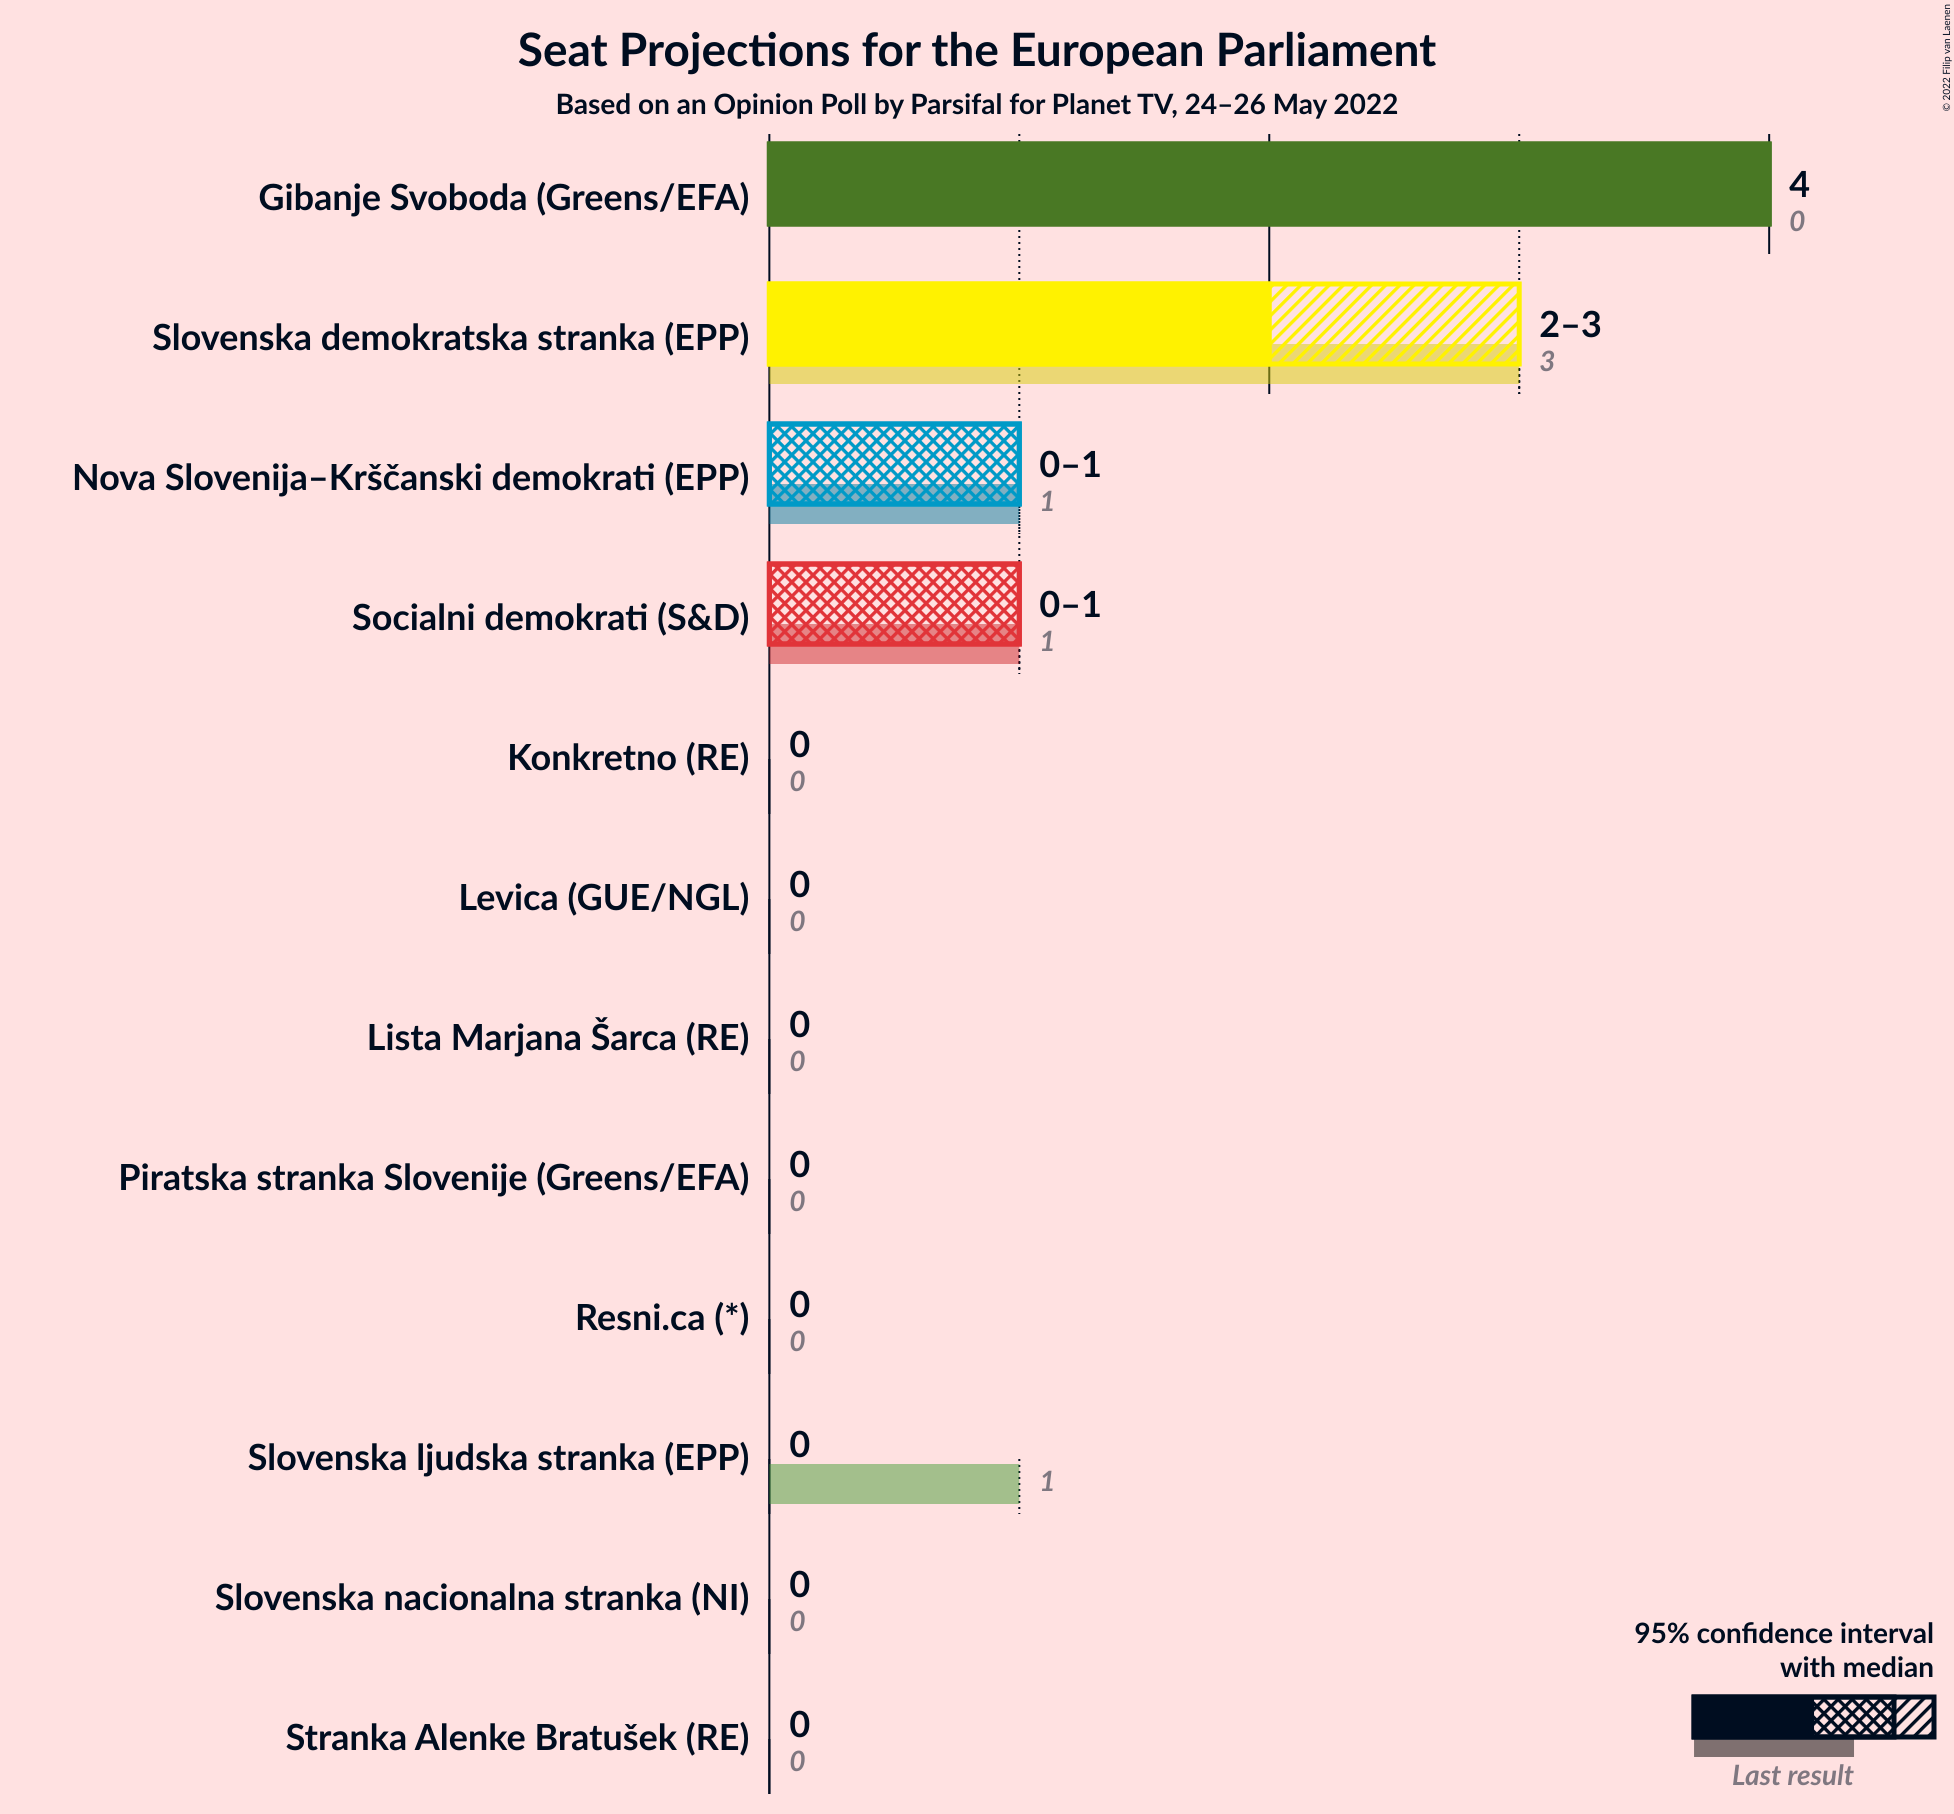 Seat Projections for the European Parliament
Based on an Opinion Poll by Parsifal for Planet TV, 24–26 May 2022
© 2022 Filip van Laenen
Gibanje Svoboda (Greens/EFA)
4
0
Slovenska demokratska stranka (EPP)
2–3
3
Nova Slovenija–Krščanski demokrati (EPP)
0–1
1
Socialni demokrati (S&D)
0–1
1
Konkretno (RE)
0
0
Levica (GUE/NGL)
0
0
Lista Marjana Šarca (RE)
0
0
Piratska stranka Slovenije (Greens/EFA)
0
0
Resni.ca (*)
0
0
Slovenska ljudska stranka (EPP)
0
1
Slovenska nacionalna stranka (NI)
0
0
Stranka Alenke Bratušek (RE)
0
0
95% confidence interval
with median
Last result